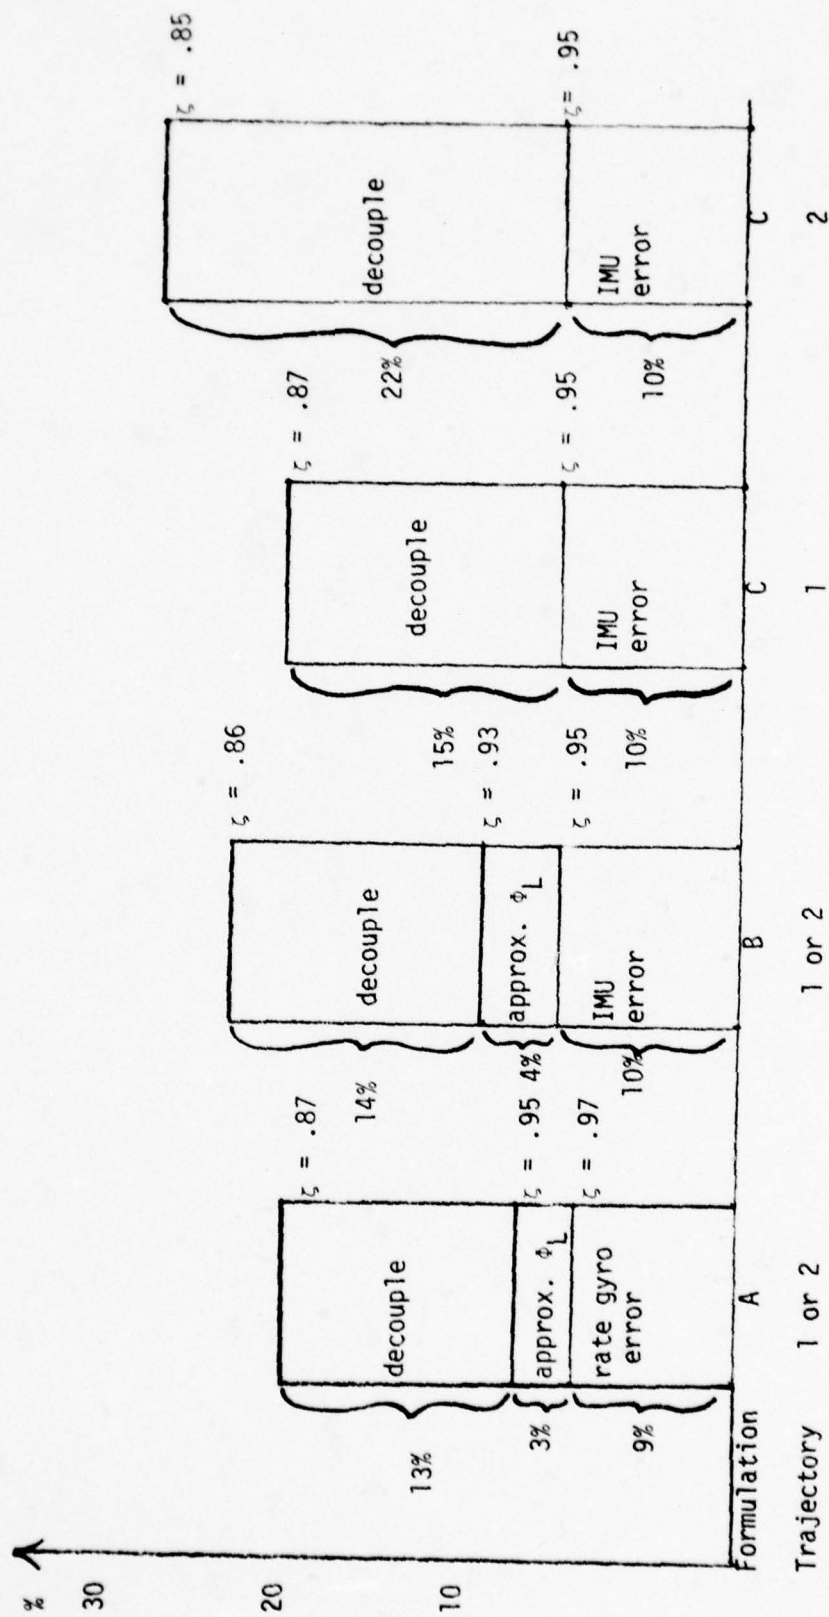 %
30
20
10
ζ = .87
decouple
13%
ζ = .95
approx. ΦL
3%
ζ = .97
rate gyro
error
9%
ζ = .86
decouple
14%
ζ = .93
approx. ΦL
4%
ζ = .95
IMU
error
10%
ζ = .87
decouple
15%
ζ = .95
IMU
error
10%
ζ = .85
decouple
22%
ζ = .95
IMU
error
10%
Formulation A B C C
Trajectory 1 or 2 1 or 2 1 2